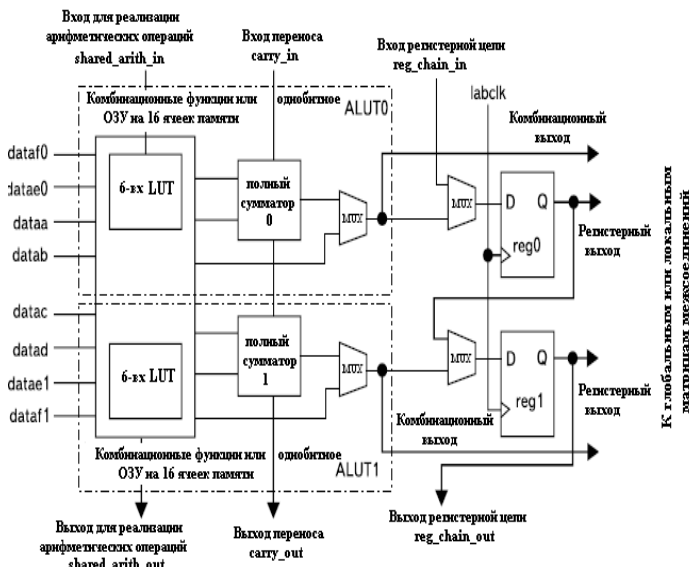 Вход для реализации
арифметических операций
shared_arith_in
Вход переноса
carry_in
Вход регистерной цепи
reg_chain_in
labclk
Комбинационные функции или
ОЗУ на 16 ячеек памяти
однобитное
ALUT0
Комбинационный
выход
dataf0
datae0
dataa
datab
6-вх LUT
полный
сумматор
0
MUX
MUX
D Q
reg0
Регистерный
выход
К глобальным или локальным
матрицам межсоединений
datac
datad
datae1
dataf1
6-вх LUT
полный
сумматор
1
MUX
MUX
D Q
reg1
Регистерный
выход
Комбинационный
выход
Комбинационные функции или
ОЗУ на 16 ячеек памяти
однобитное
ALUT1
Выход для реализации
арифметических операций
shared_arith_out
Выход переноса
carry_out
Выход регистерной цепи
reg_chain_out